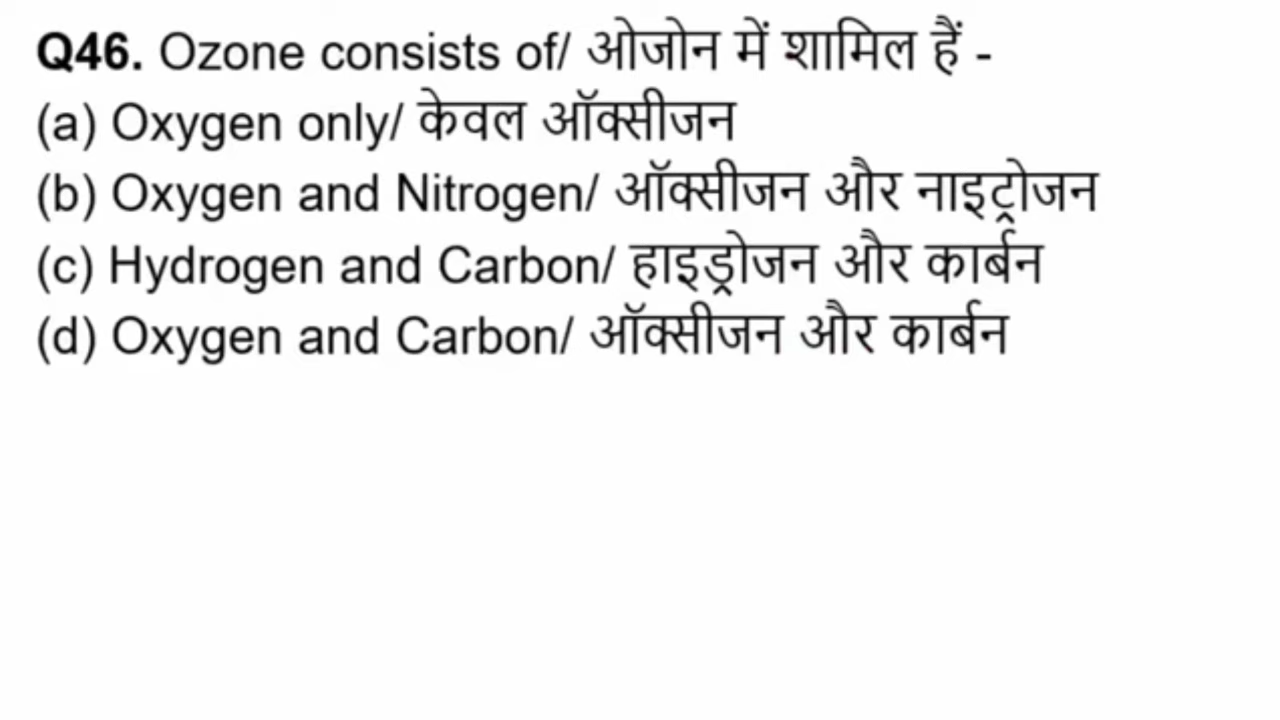 Q46. Ozone consists of/ ओजोन में शामिल हैं -
(a) Oxygen only/ केवल ऑक्सीजन
(b) Oxygen and Nitrogen/ ऑक्सीजन और नाइट्रोजन
(c) Hydrogen and Carbon/ हाइड्रोजन और कार्बन
(d) Oxygen and Carbon/ ऑक्सीजन और कार्बन